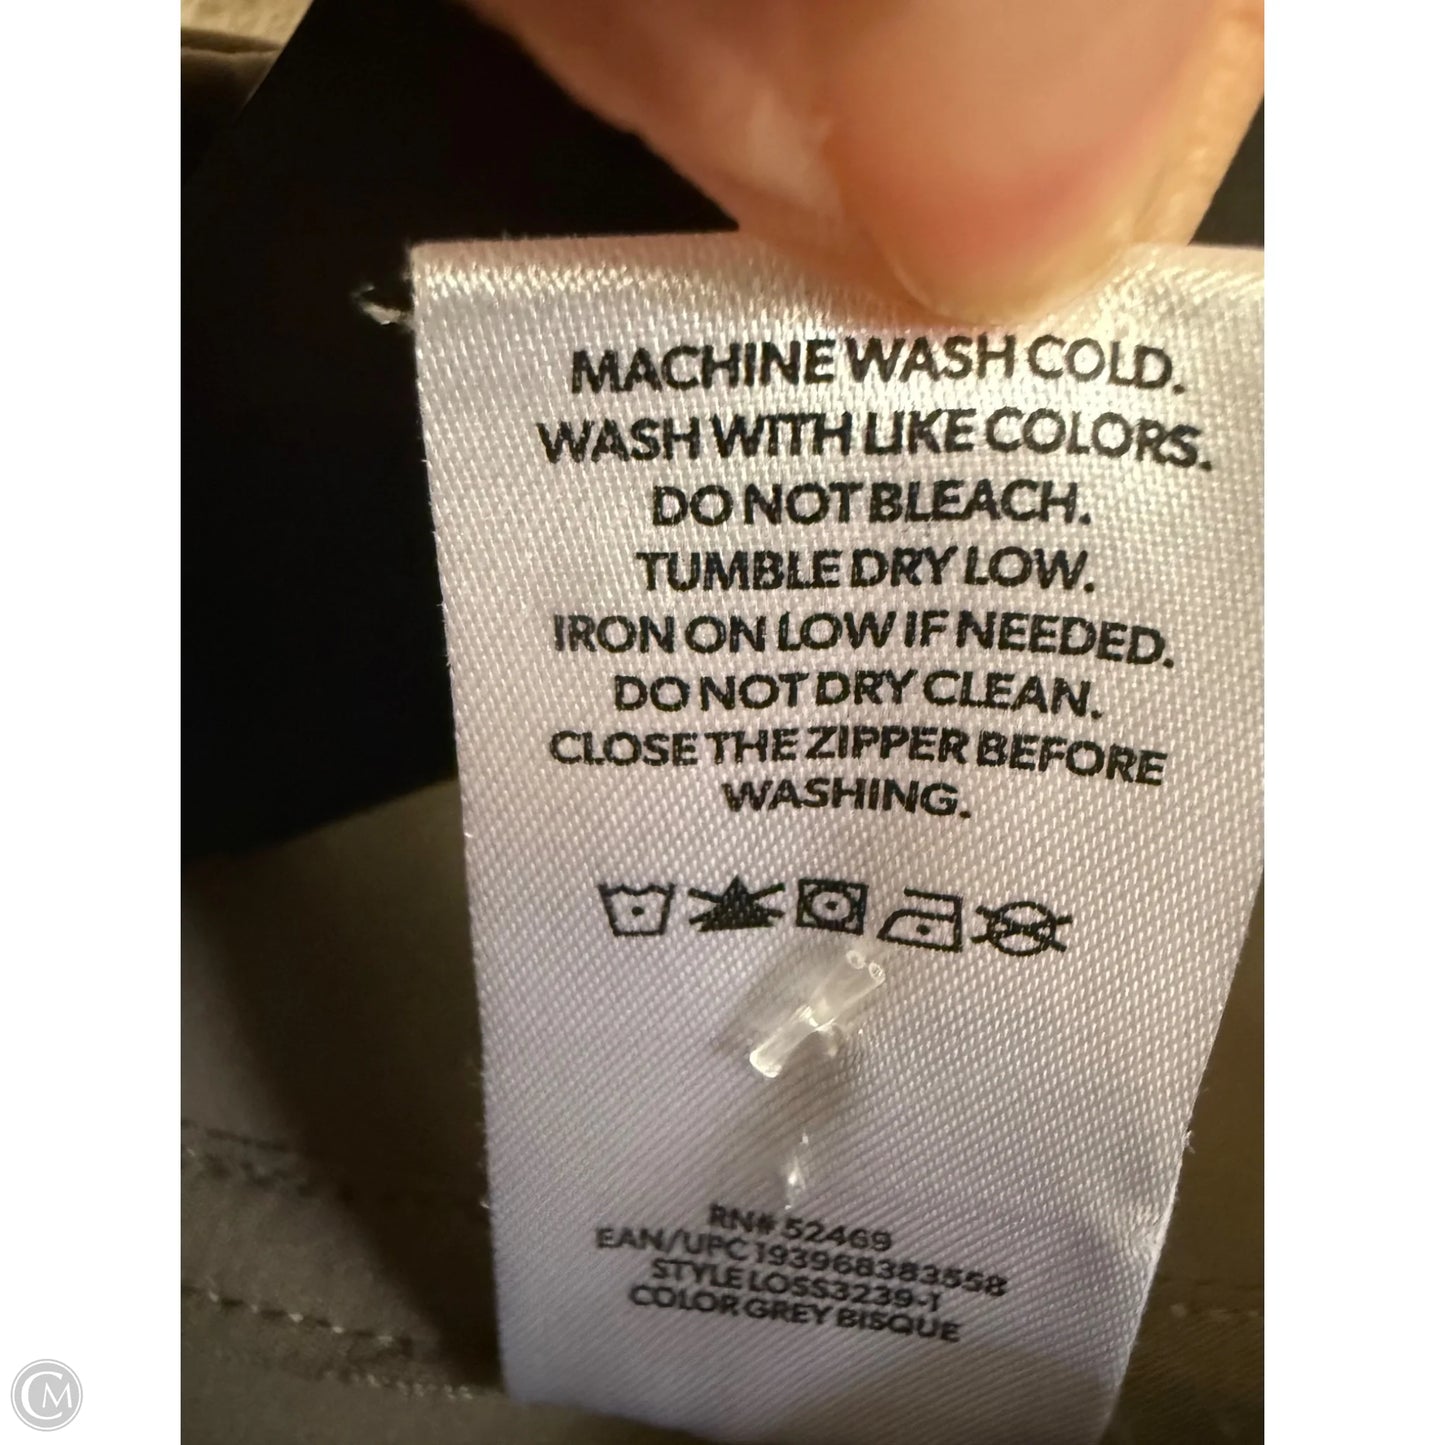 MACHINE WASH COLD.
WASH WITH LIKE COLORS.
DO NOT BLEACH.
TUMBLE DRY LOW.
IRON ON LOW IF NEEDED.
DO NOT DRY CLEAN.
CLOSE THE ZIPPER BEFORE
WASHING.
RN# 52469
EAN/UPC 193968383558
STYLE LOSS3239-1
COLOR GREY BISQUE
CM